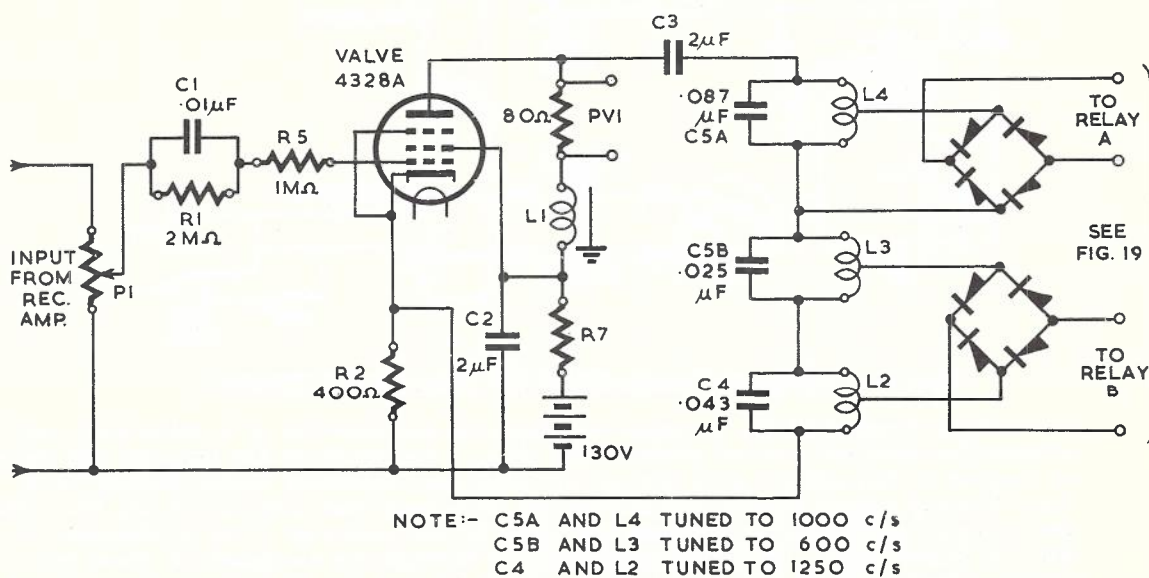 C3
2μF
VALVE
4328A
C1
·01μF
R5
1MΩ
R1
2MΩ
80Ω
PV1
·087
μF
C5A
L4
TO
RELAY
A
L1
INPUT
FROM
REC.
AMP.
P1
C5B
·025
μF
L3
SEE
FIG. 19
C2
2μF
R7
R2
400Ω
C4
·043
μF
L2
TO
RELAY
B
130V
NOTE:- C5A AND L4 TUNED TO 1000 c/s
C5B AND L3 TUNED TO 600 c/s
C4 AND L2 TUNED TO 1250 c/s